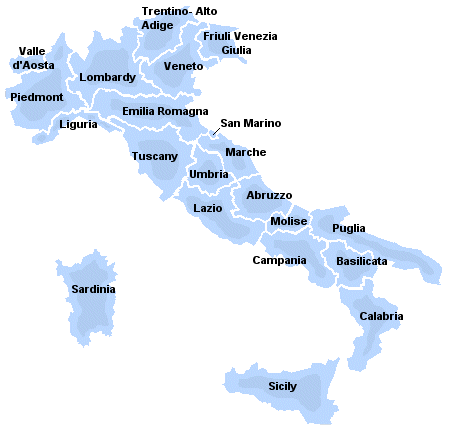 Trentino- Alto
Adige
Friuli Venezia
Giulia
Valle
d'Aosta
Veneto
Lombardy
Piedmont
Emilia Romagna
Liguria
San Marino
Tuscany
Marche
Umbria
Abruzzo
Lazio
Molise
Puglia
Campania
Basilicata
Sardinia
Calabria
Sicily